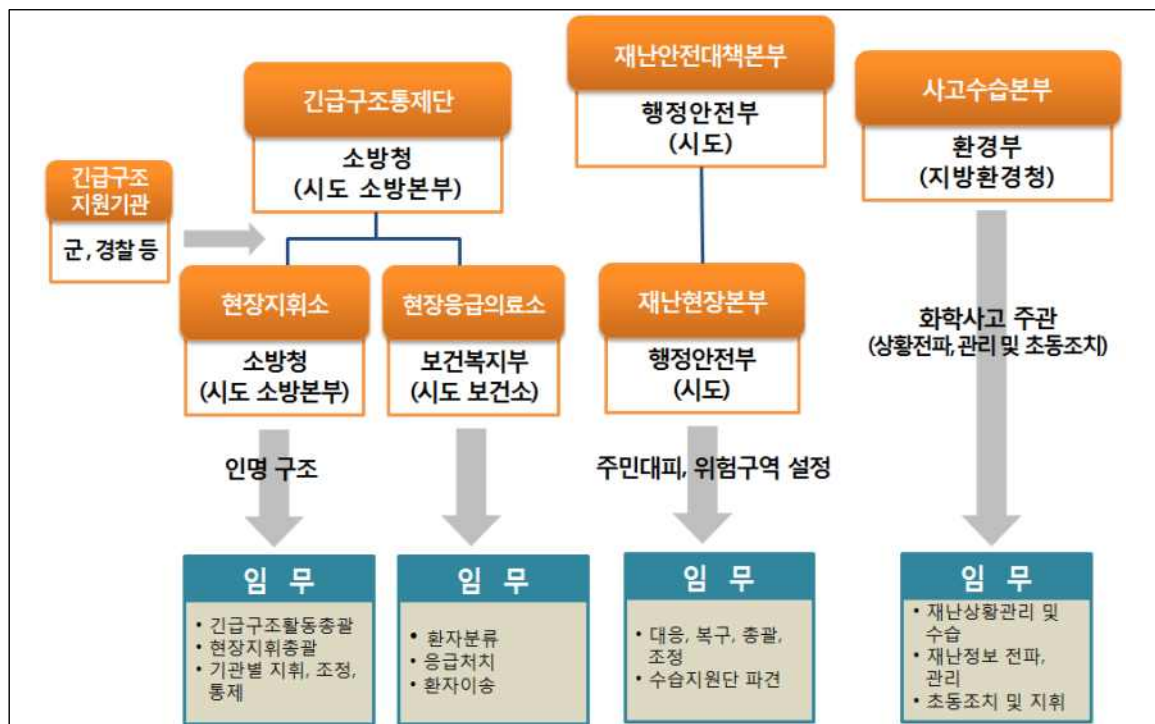 긴급구조통제단
소방청
(시도 소방본부)
재난안전대책본부
행정안전부
(시도)
사고수습본부
환경부
(지방환경청)
긴급구조
지원기관
군, 경찰 등
현장지휘소
소방청
(시도 소방본부)
현장응급의료소
보건복지부
(시도 보건소)
재난현장본부
행정안전부
(시도)
화학사고 주관
(상황전파, 관리 및 초동조치)
인명 구조
주민대피, 위험구역 설정
임 무
• 긴급구조활동총괄
• 현장지휘총괄
• 기관별 지휘, 조정,
통제
임 무
• 환자분류
• 응급처치
• 환자이송
임 무
• 대응, 복구, 총괄,
조정
• 수습지원단 파견
임 무
• 재난상황관리 및
수습
• 재난정보 전파,
관리
• 초동조치 및 지휘